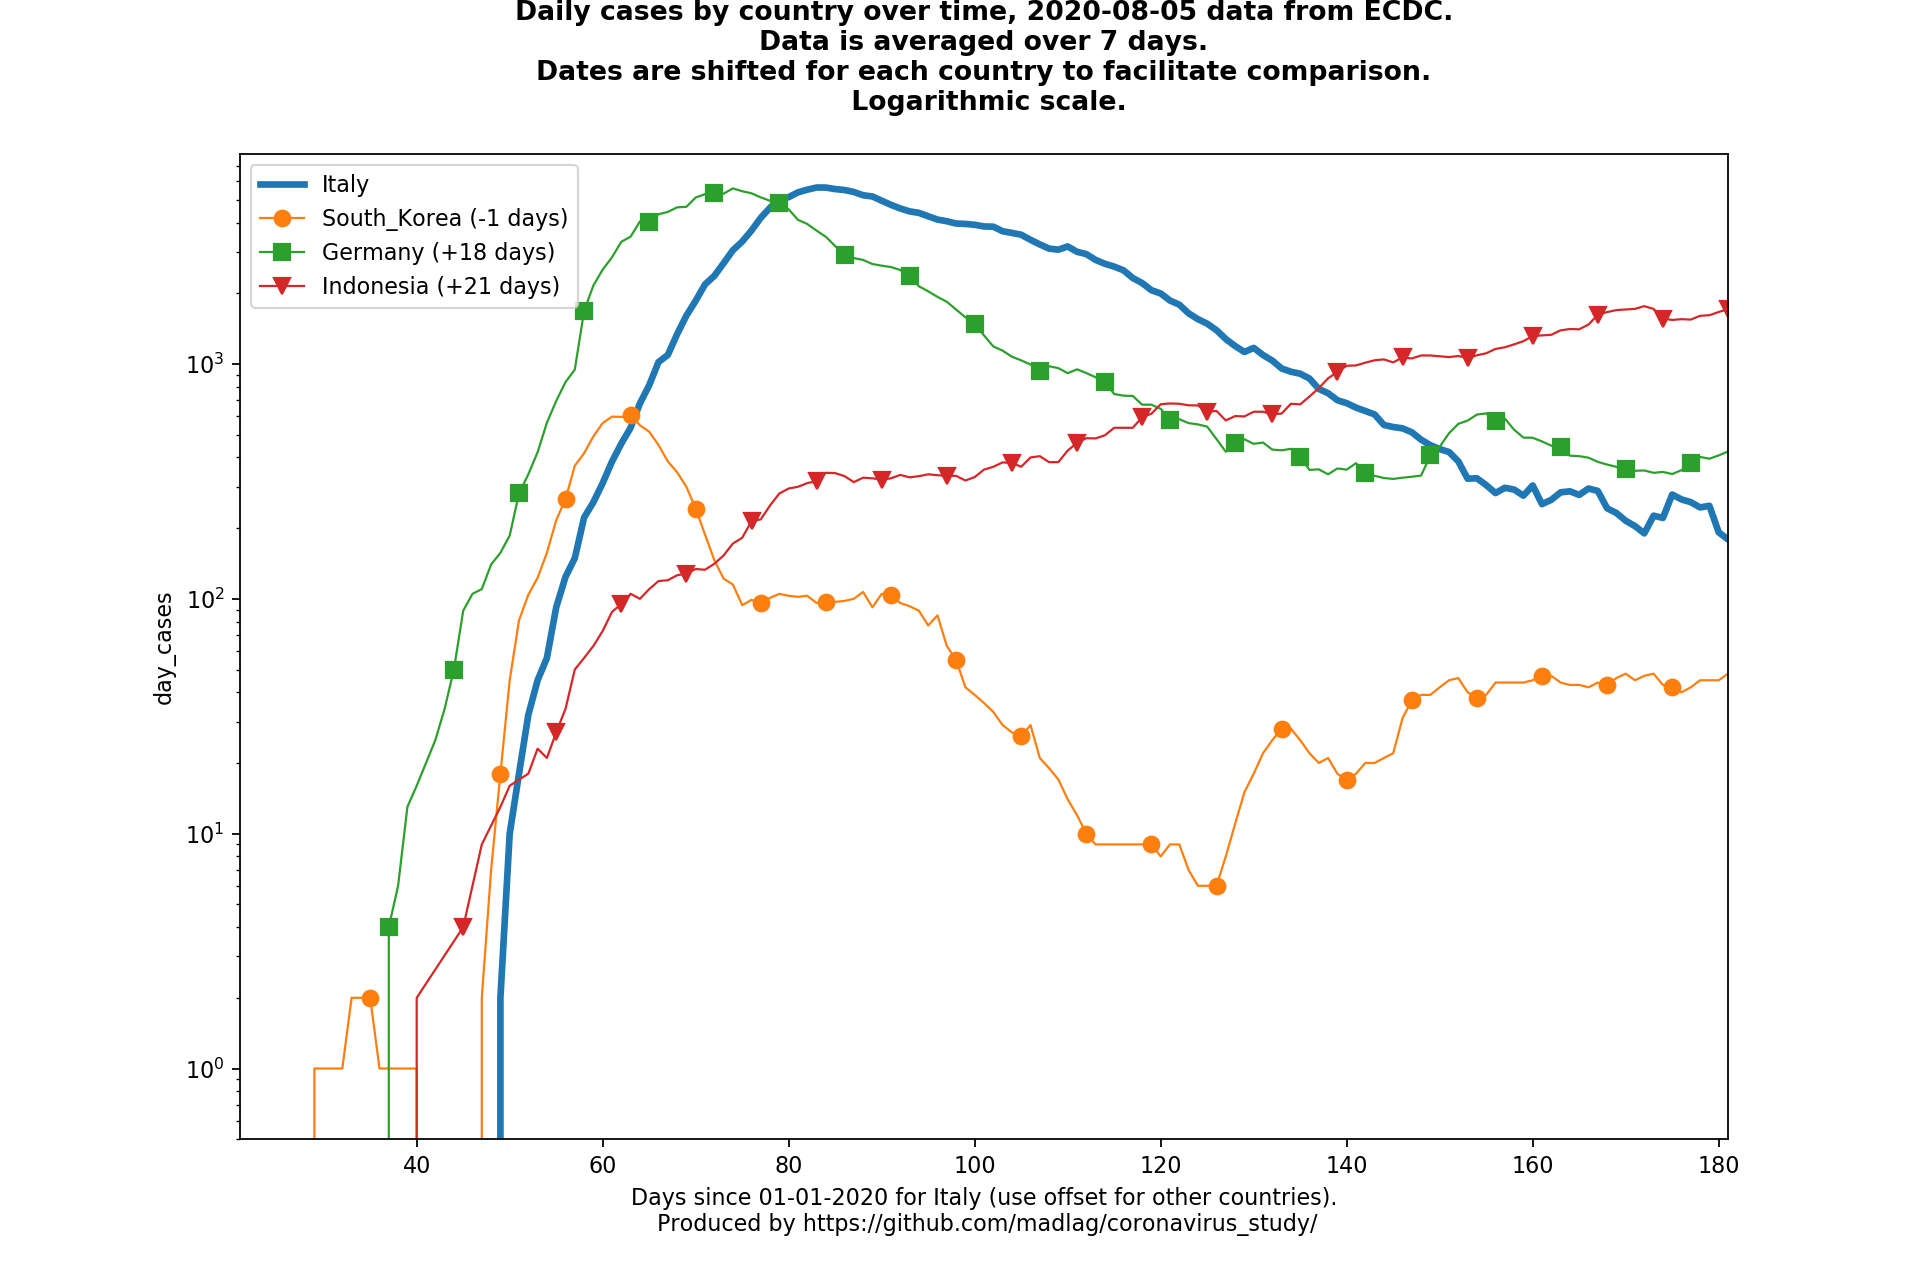 Daily cases by country over time, 2020-08-05 data from ECDC.
Data is averaged over 7 days.
Dates are shifted for each country to facilitate comparison.
Logarithmic scale.
Italy
South_Korea (-1 days)
Germany (+18 days)
Indonesia (+21 days)
day_cases
10³
10²
10¹
10⁰
40 60 80 100 120 140 160 180
Days since 01-01-2020 for Italy (use offset for other countries).
Produced by https://github.com/madlag/coronavirus_study/